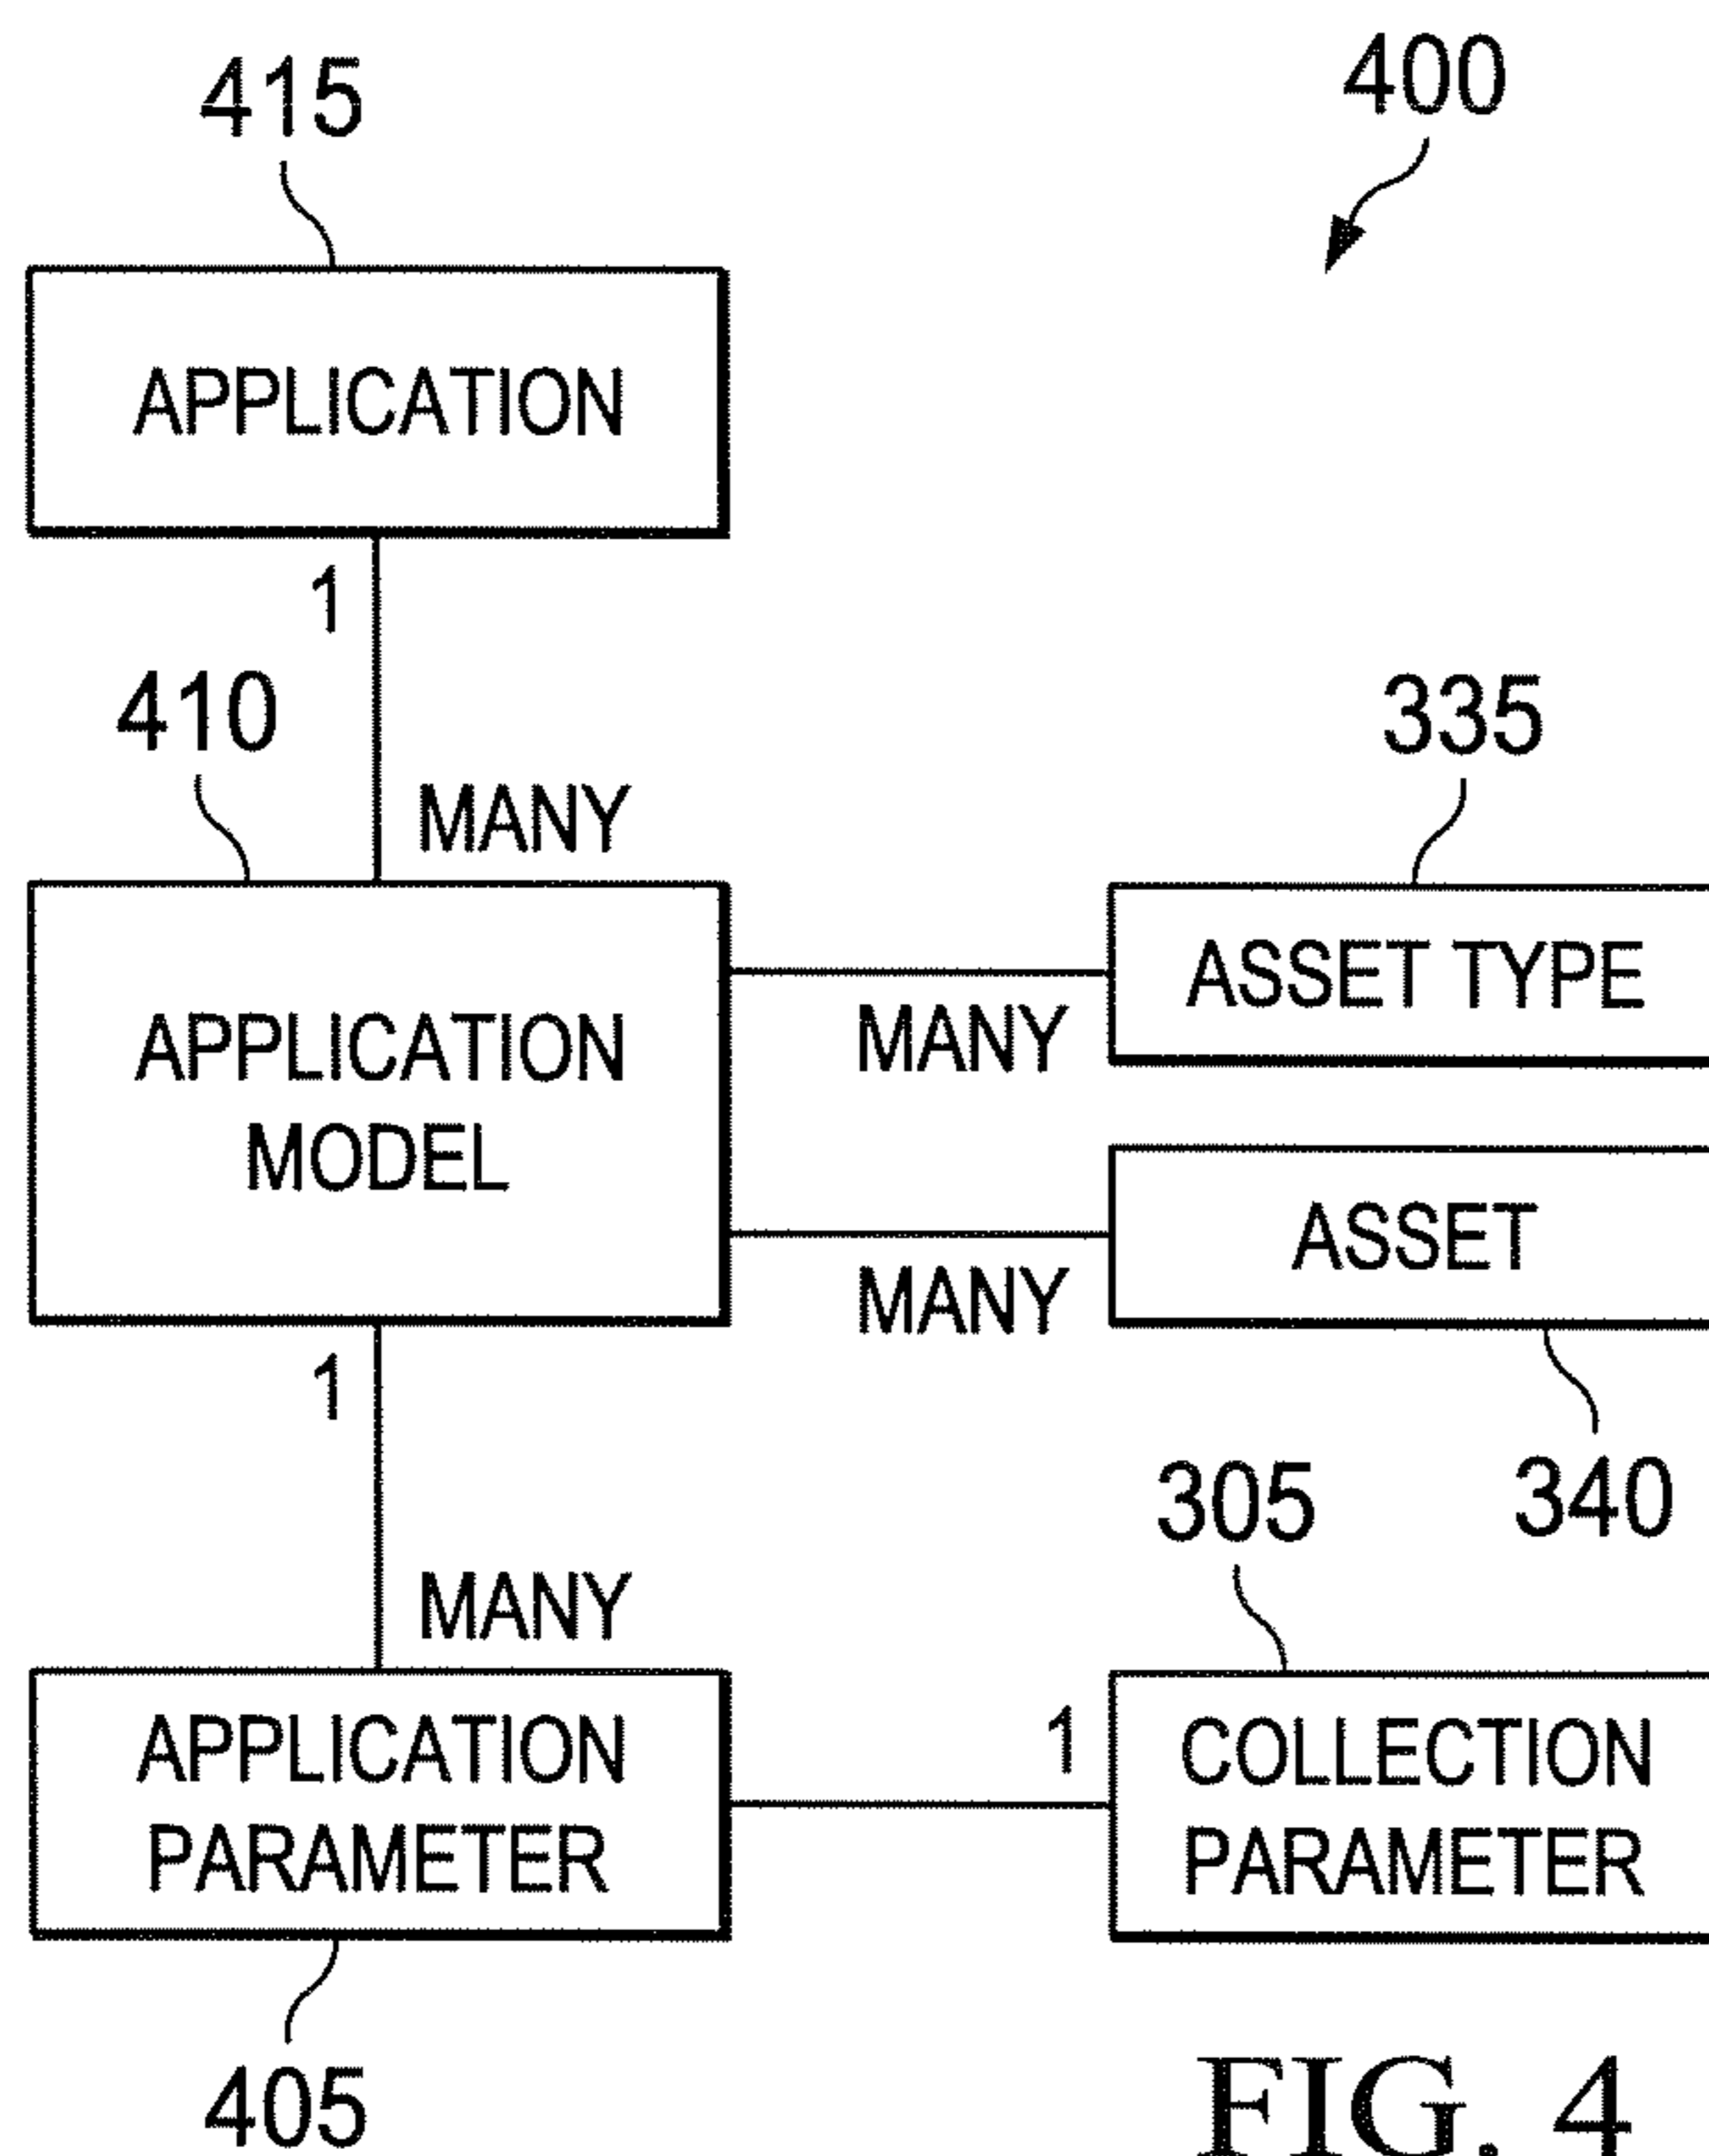 415
400
APPLICATION
1
410
MANY
335
APPLICATION
MODEL
ASSET TYPE
MANY
ASSET
MANY
340
1
MANY
305
APPLICATION
PARAMETER
1
COLLECTION
PARAMETER
405
FIG. 4